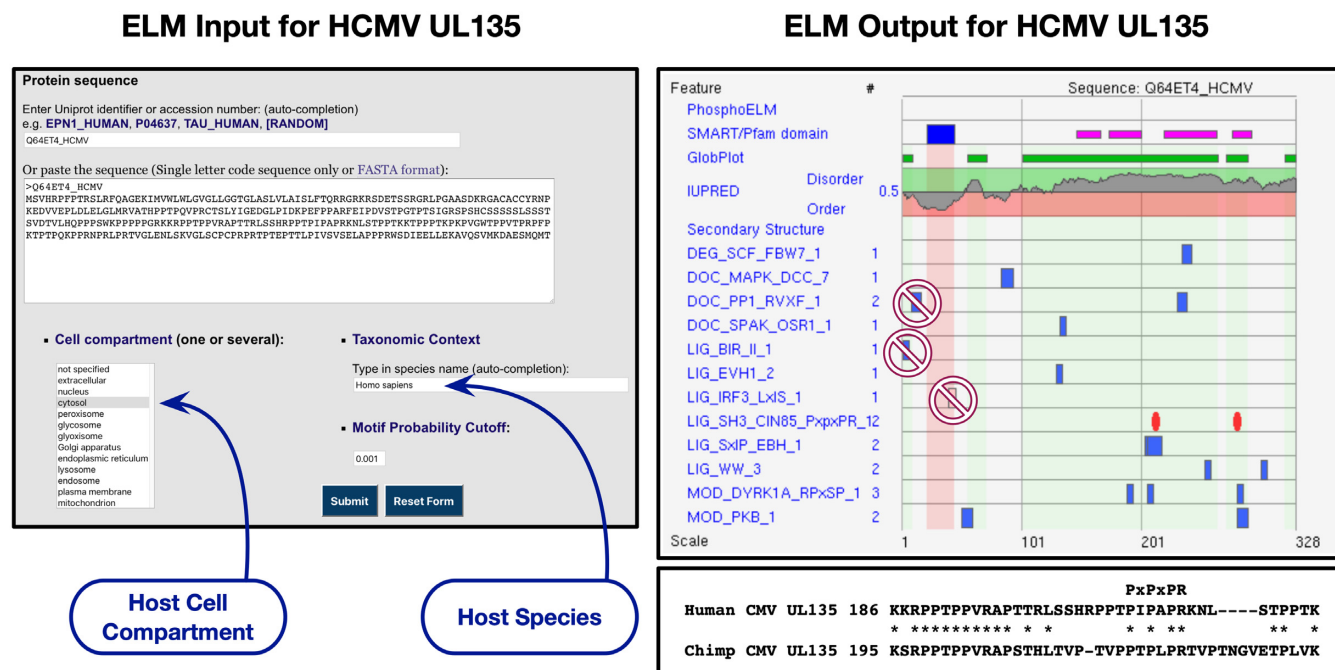 ELM Input for HCMV UL135
Protein sequence
Enter Uniprot identifier or accession number: (auto-completion)
e.g. EPN1_HUMAN, P04637, TAU_HUMAN, [RANDOM]
Q64ET4_HCMV
Or paste the sequence (Single letter code sequence only or FASTA format):
>Q64ET4_HCMV
MSVHRPFPTRSLRFQAGEKIMVWLWLGVGLLGGTGLASLVLAISLFTQRRGRKRSDETSSRGRLPGAASDKRGACACCYRNP
KEDVVEPLDLELGLMRVATHPPTPQVPRCTSLYIGEDGLPIDKPEFPPARFEIPDVSTPGTPTSIGRSPSHCSSSSSLSSST
SVDTVLHQPPPSWKPPPPPGRKKRPPTPPVRAPTTRLSSHRPPTPIPAPRKNLSTPPTKKTPPPTKPKPVGWTPPVTPRPFP
KTPTPQKPPRNPRLPRTVGLENLSKVGLSCPCPRPRTPTEPTTLPIVSVSELAPPPRWSDIEELLEKAVQSVMKDAESMQMT
Cell compartment (one or several):
not specified
extracellular
nucleus
cytosol
peroxisome
glycosome
glyoxisome
Golgi apparatus
endoplasmic reticulum
lysosome
endosome
plasma membrane
mitochondrion
Taxonomic Context
Type in species name (auto-completion):
Homo sapiens
Motif Probability Cutoff:
0.001
Submit Reset Form
Host Cell
Compartment
Host Species
ELM Output for HCMV UL135
Feature # Sequence: Q64ET4_HCMV
PhosphoELM
SMART/Pfam domain
GlobPlot
Disorder
IUPRED 0.5
Order
Secondary Structure
DEG_SCF_FBW7_1 1
DOC_MAPK_DCC_7 1
DOC_PP1_RVXF_1 2
DOC_SPAK_OSR1_1 1
LIG_BIR_II_1 1
LIG_EVH1_2 1
LIG_IRF3_LxIS_1 1
LIG_SH3_CIN85_PxpxPR_12
LIG_SxIP_EBH_1 2
LIG_WW_3 2
MOD_DYRK1A_RPxSP_1 3
MOD_PKB_1 2
Scale 1 101 201 328
PxPxPR
Human CMV UL135 186 KKRPPTPPVRAPTTRLSSHRPPTPIPAPRKNL----STPPTK
* ********** * * * * ** ** *
Chimp CMV UL135 195 KSRPPTPPVRAPSTHLTVP-TVPPTPLPRTVPTNGVETPLVK